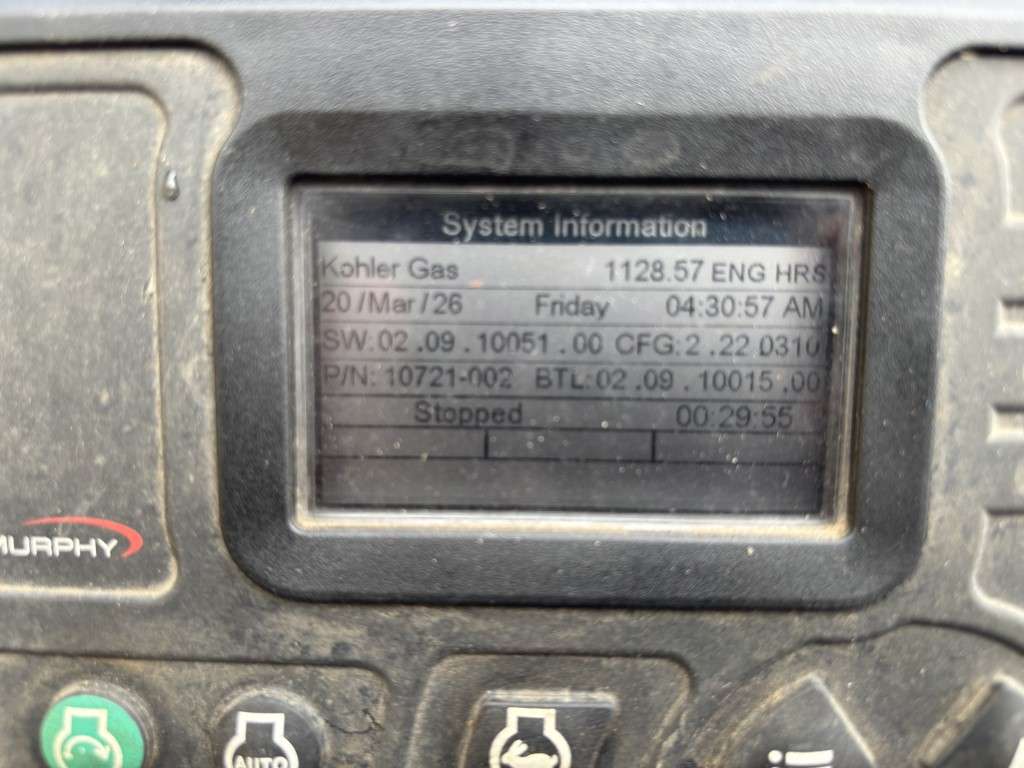 System Information
Kohler Gas 1128.57 ENG HRS
20/Mar/26 Friday 04:30:57 AM
SW:02.09.10051.00 CFG:2.22.0310
P/N:10721-002 BTL:02.09.10015.00
Stopped 00:29:55
MURPHY
AUTO
i